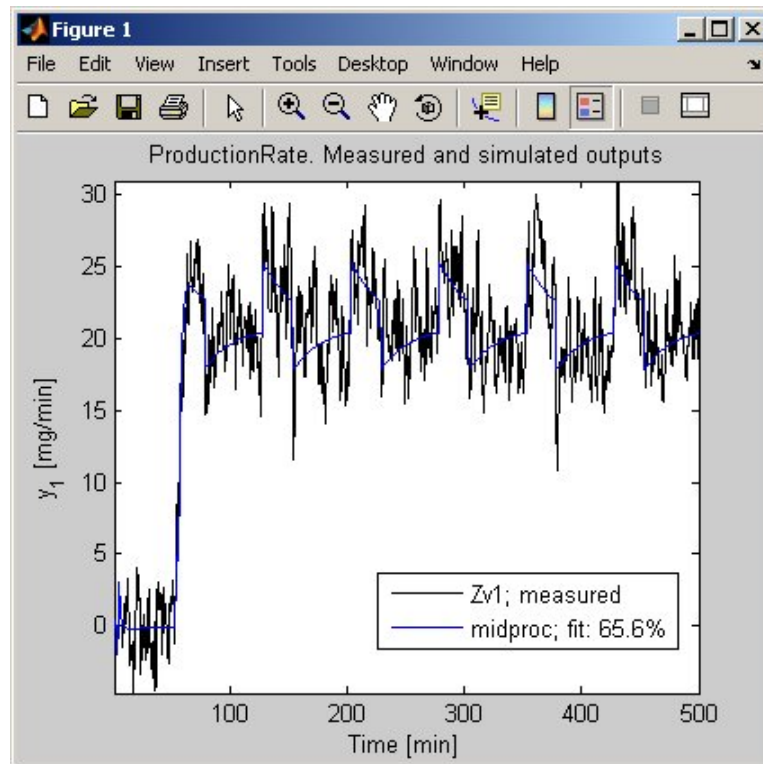 Figure 1
File Edit View Insert Tools Desktop Window Help
ProductionRate. Measured and simulated outputs
30
25
20
15
10
5
0
y1 [mg/min]
Zv1; measured
midproc; fit: 65.6%
100 200 300 400 500
Time [min]